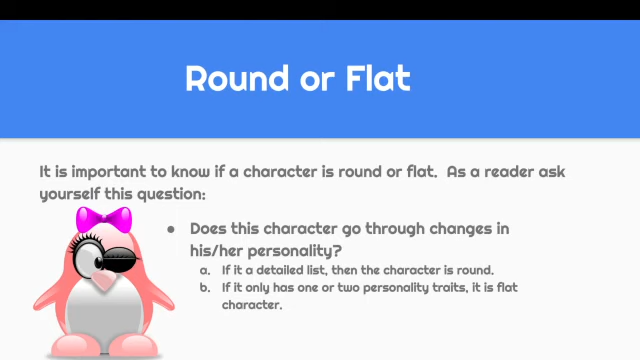 Round or Flat
It is important to know if a character is round or flat. As a reader ask
yourself this question:
● Does this character go through changes in
his/her personality?
a. If it a detailed list, then the character is round.
b. If it only has one or two personality traits, it is flat
character.